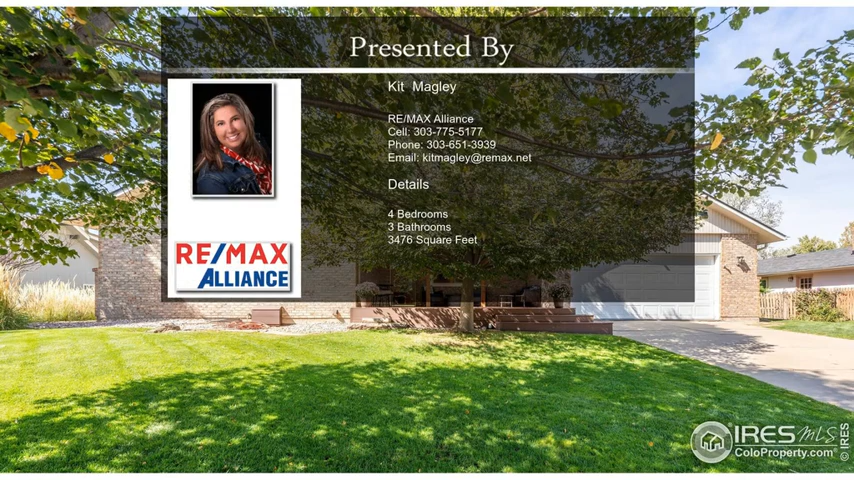 Presented By
Kit Magley
RE/MAX Alliance
Cell: 303-775-5177
Phone: 303-651-3939
Email: kitmagley@remax.net
Details
4 Bedrooms
3 Bathrooms
3476 Square Feet
RE/MAX
ALLIANCE
IRES MLS
ColoProperty.com
© IRES